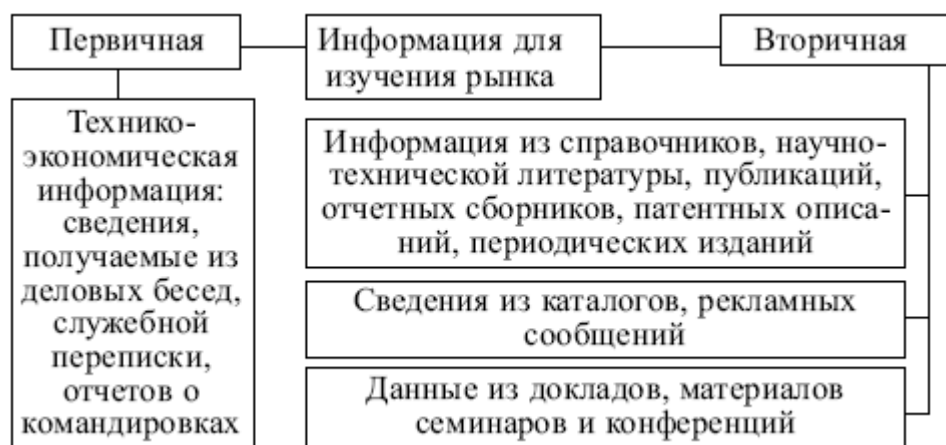 Первичная
Информация для
изучения рынка
Вторичная
Технико-
экономическая
информация:
сведения,
получаемые из
деловых бесед,
служебной
переписки,
отчетов о
командировках
Информация из справочников, научно-
технической литературы, публикаций,
отчетных сборников, патентных описа-
ний, периодических изданий
Сведения из каталогов, рекламных
сообщений
Данные из докладов, материалов
семинаров и конференций